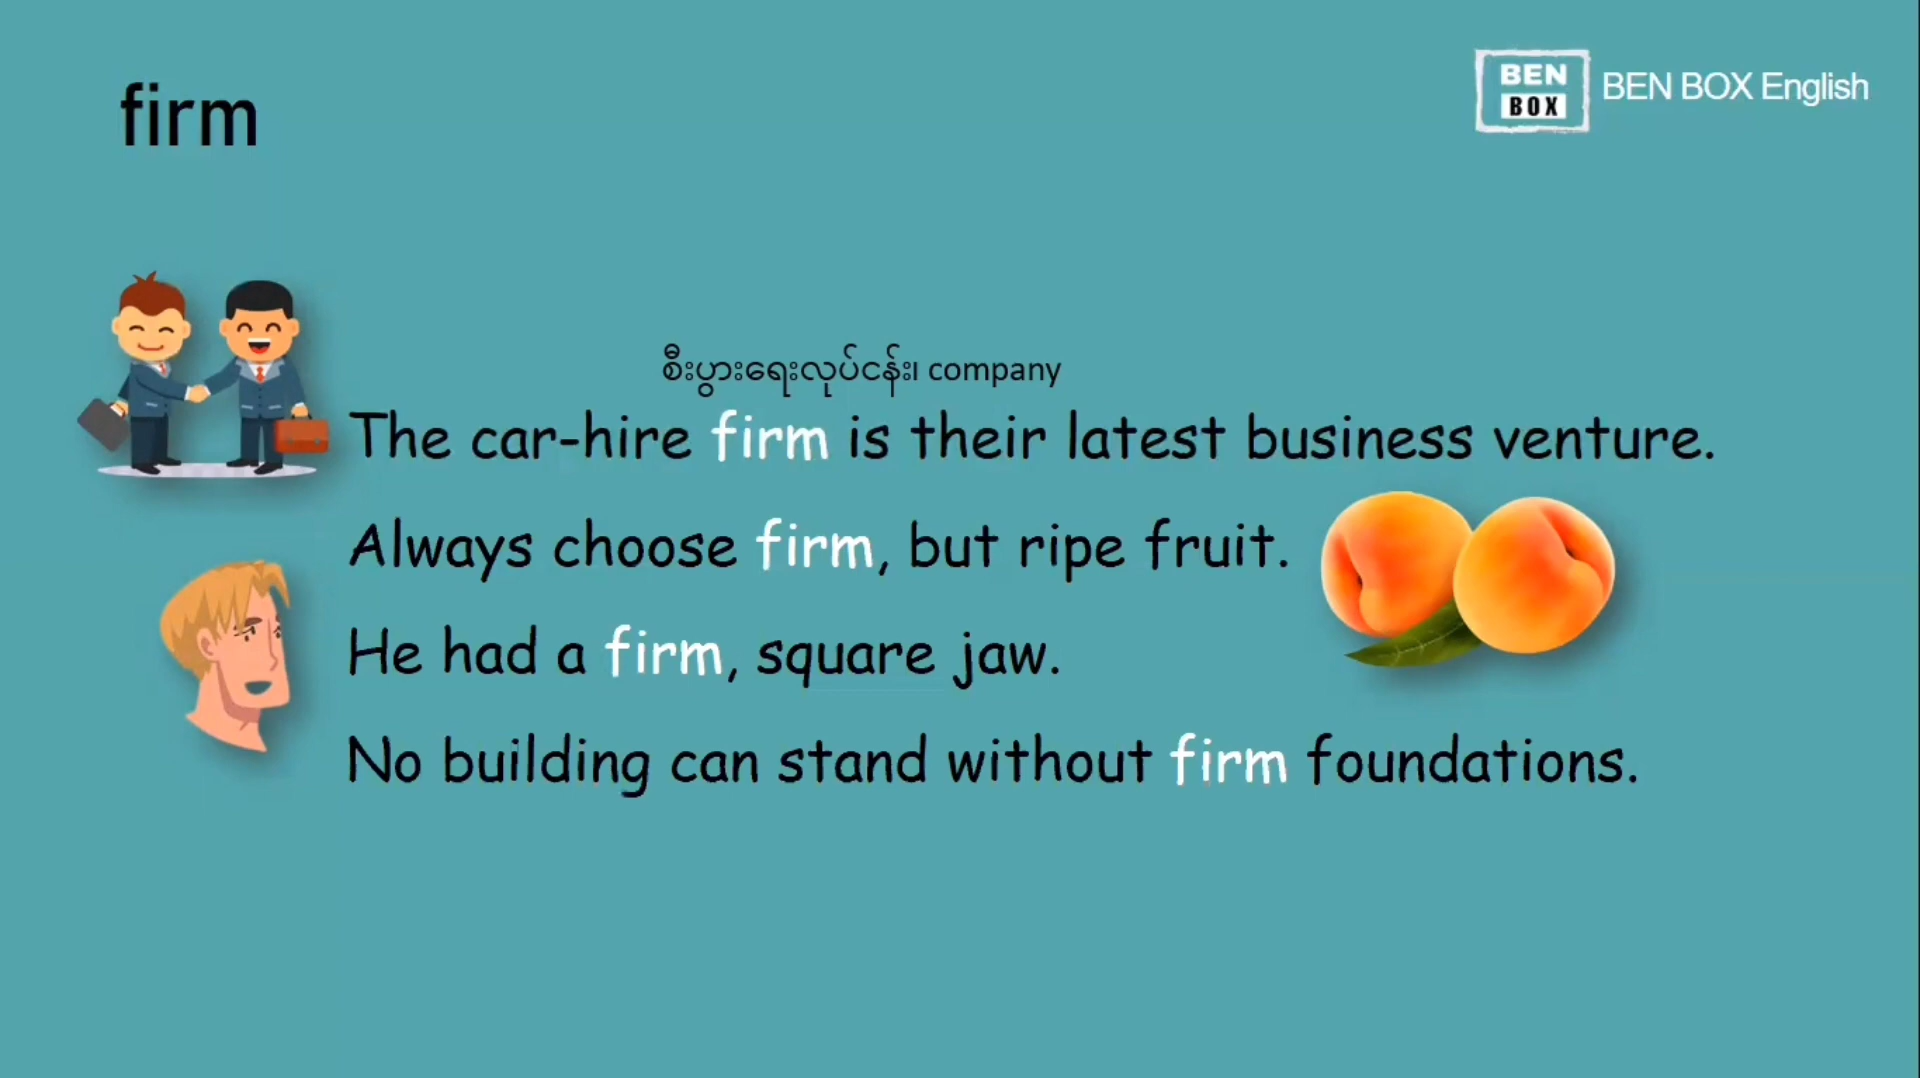 firm
BEN
BOX
BEN BOX English
စီးပွားရေးလုပ်ငန်း၊ company
The car-hire firm is their latest business venture.
Always choose firm, but ripe fruit.
He had a firm, square jaw.
No building can stand without firm foundations.